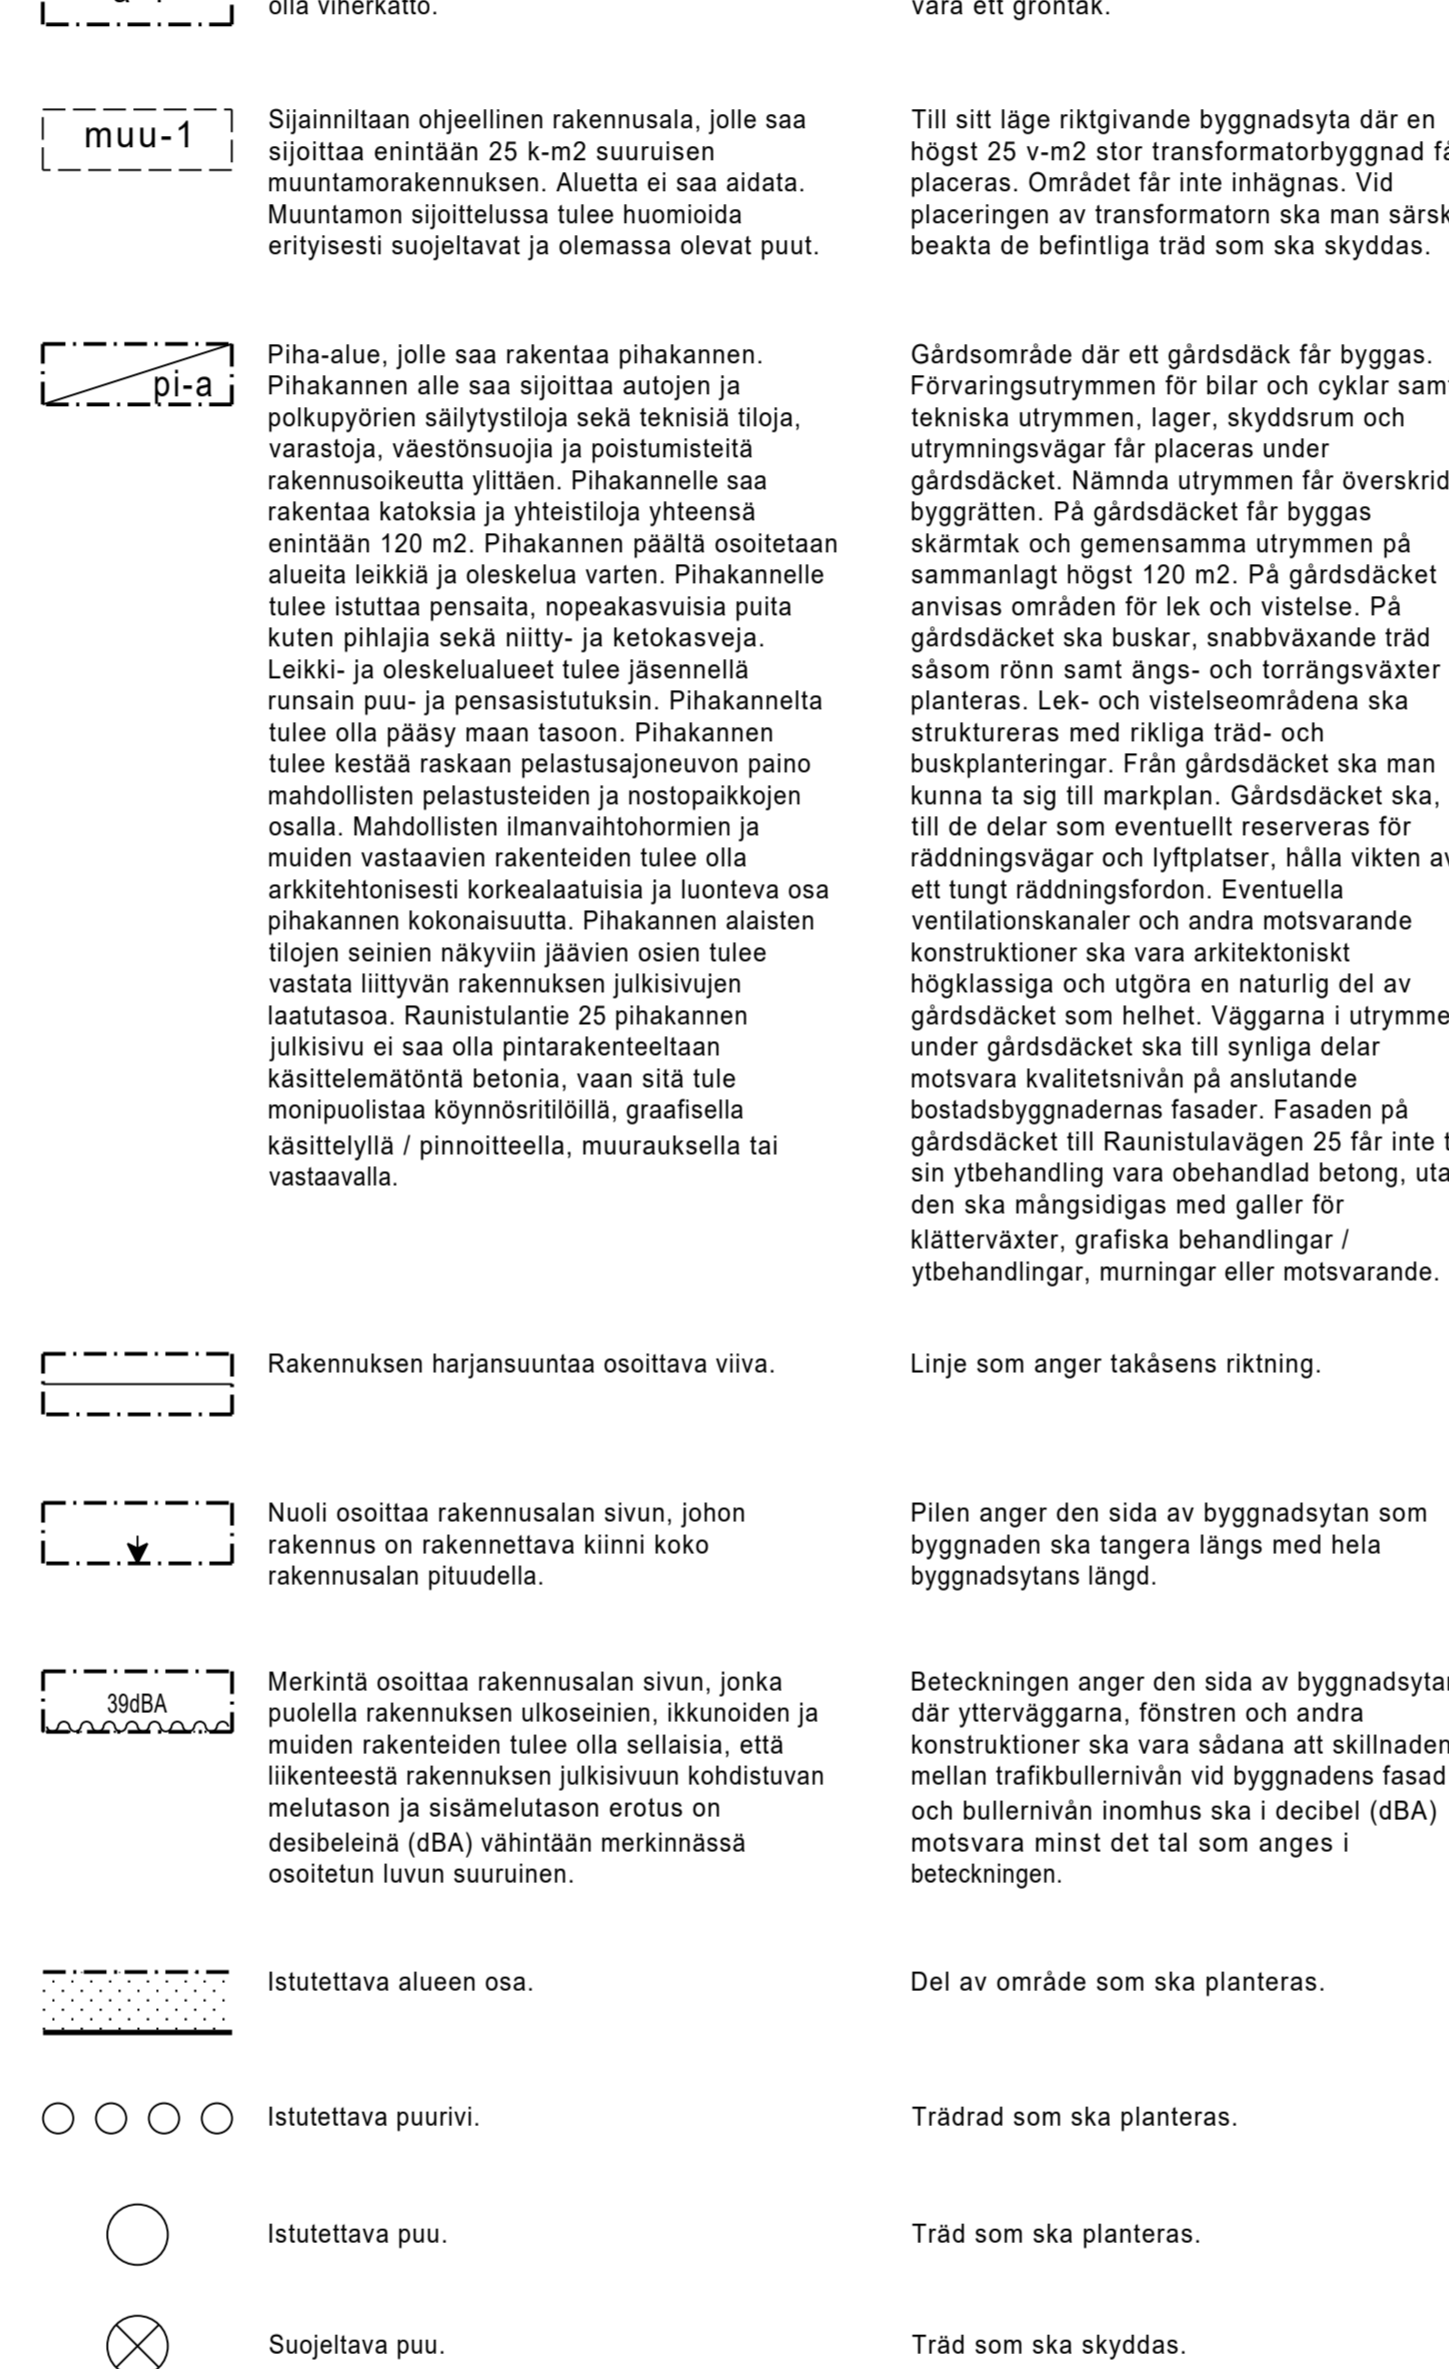 olla viherkatto.
vara ett gröntak.
muu-1
Sijainniltaan ohjeellinen rakennusala, jolle saa
sijoittaa enintään 25 k-m2 suuruisen
muuntamorakennuksen. Aluetta ei saa aidata.
Muuntamon sijoittelussa tulee huomioida
erityisesti suojeltavat ja olemassa olevat puut.
Till sitt läge riktgivande byggnadsyta där en
högst 25 v-m2 stor transformatorbyggnad
placeras. Området får inte inhägnas. Vid
placeringen av transformatorn ska man
beakta de befintliga träd som ska skyddas.
pi-a
Piha-alue, jolle saa rakentaa pihakannen.
Pihakannen alle saa sijoittaa autojen ja
polkupyörien säilytystiloja sekä teknisiä tiloja,
varastoja, väestönsuojia ja poistumisteitä
rakennusoikeutta ylittäen. Pihakannelle saa
rakentaa katoksia ja yhteistiloja yhteensä
enintään 120 m2. Pihakannen päältä osoitetaan
alueita leikkiä ja oleskelua varten. Pihakannelle
tulee istuttaa pensaita, nopeakasvuisia puita
kuten pihlajia sekä niitty- ja ketokasveja.
Leikki- ja oleskelualueet tulee jäsennellä
runsain puu- ja pensasistutuksin. Pihakannelta
tulee olla pääsy maan tasoon. Pihakannen
tulee kestää raskaan pelastusajoneuvon paino
mahdollisten pelastusteiden ja nostopaikkojen
osalla. Mahdollisten ilmanvaihtohormien ja
muiden vastaavien rakenteiden tulee olla
arkkitehtonisesti korkealaatuisia ja luonteva osa
pihakannen kokonaisuutta. Pihakannen alaisten
tilojen seinien näkyviin jäävien osien tulee
vastata liittyvän rakennuksen julkisivujen
laatutasoa. Raunistulantie 25 pihakannen
julkisivu ei saa olla pintarakenteeltaan
käsittelemätöntä betonia, vaan sitä tule
monipuolistaa köynnösritilöillä, graafisella
käsittelyllä / pinnoitteella, muurauksella tai
vastaavalla.
Gårdsområde där ett gårdsdäck får byggas.
Förvaringsutrymmen för bilar och cyklar
tekniska utrymmen, lager, skyddsrum och
utrymningsvägar får placeras under
gårdsdäcket. Nämnda utrymmen får
byggrätten. På gårdsdäcket får byggas
skärmtak och gemensamma utrymmen på
sammanlagt högst 120 m2. På gårdsdäcket
anvisas områden för lek och vistelse. På
gårdsdäcket ska buskar, snabbväxande träd
såsom rönn samt ängs- och torrängsväxter
planteras. Lek- och vistelseområdena ska
struktureras med rikliga träd- och
buskplanteringar. Från gårdsdäcket ska man
kunna ta sig till markplan. Gårdsdäcket ska,
till de delar som eventuellt reserveras för
räddningsvägar och lyftplatser, hålla vikten
ett tungt räddningsfordon. Eventuella
ventilationskanaler och andra motsvarande
konstruktioner ska vara arkitektoniskt
högklassiga och utgöra en naturlig del av
gårdsdäcket som helhet. Väggarna i
under gårdsdäcket ska till synliga delar
motsvara kvalitetsnivån på anslutande
bostadsbyggnadernas fasader. Fasaden på
gårdsdäcket till Raunistulavägen 25 får inte
sin ytbehandling vara obehandlad betong,
den ska mångsidigas med galler för
klätterväxter, grafiska behandlingar /
ytbehandlingar, murningar eller motsvarande.
Rakennuksen harjansuuntaa osoittava viiva.
Linje som anger takåsens riktning.
Nuoli osoittaa rakennusalan sivun, johon
rakennus on rakennettava kiinni koko
rakennusalan pituudella.
Pilen anger den sida av byggnadsytan som
byggnaden ska tangera längs med hela
byggnadsytans längd.
39dBA
Merkintä osoittaa rakennusalan sivun, jonka
puolella rakennuksen ulkoseinien, ikkunoiden ja
muiden rakenteiden tulee olla sellaisia, että
liikenteestä rakennuksen julkisivuun kohdistuvan
melutason ja sisämelutason erotus on
desibeleinä (dBA) vähintään merkinnässä
osoitetun luvun suuruinen.
Beteckningen anger den sida av
där ytterväggarna, fönstren och andra
konstruktioner ska vara sådana att skillnaden
mellan trafikbullernivån vid byggnadens fasad
och bullernivån inomhus ska i decibel (dBA)
motsvara minst det tal som anges i
beteckningen.
Istutettava alueen osa.
Del av område som ska planteras.
Istutettava puurivi.
Trädrad som ska planteras.
Istutettava puu.
Träd som ska planteras.
Suojeltava puu.
Träd som ska skyddas.